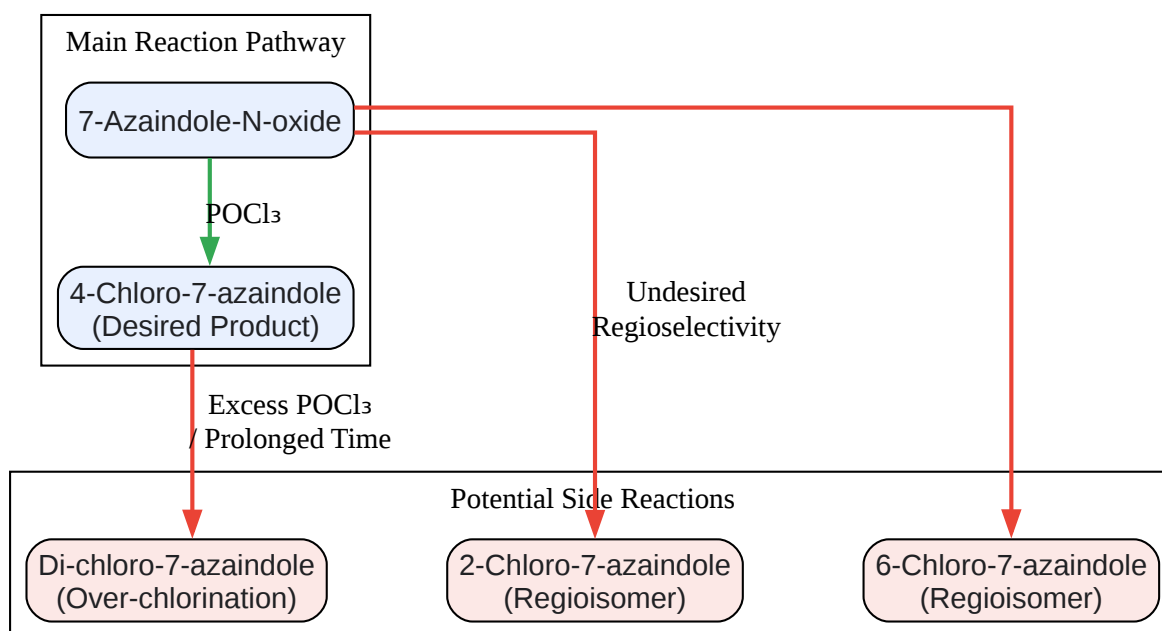 Main Reaction Pathway
7-Azaindole-N-oxide
POCl₃
4-Chloro-7-azaindole
(Desired Product)
Undesired
Regioselectivity
Excess POCl₃
/ Prolonged Time
Potential Side Reactions
Di-chloro-7-azaindole
(Over-chlorination)
2-Chloro-7-azaindole
(Regioisomer)
6-Chloro-7-azaindole
(Regioisomer)